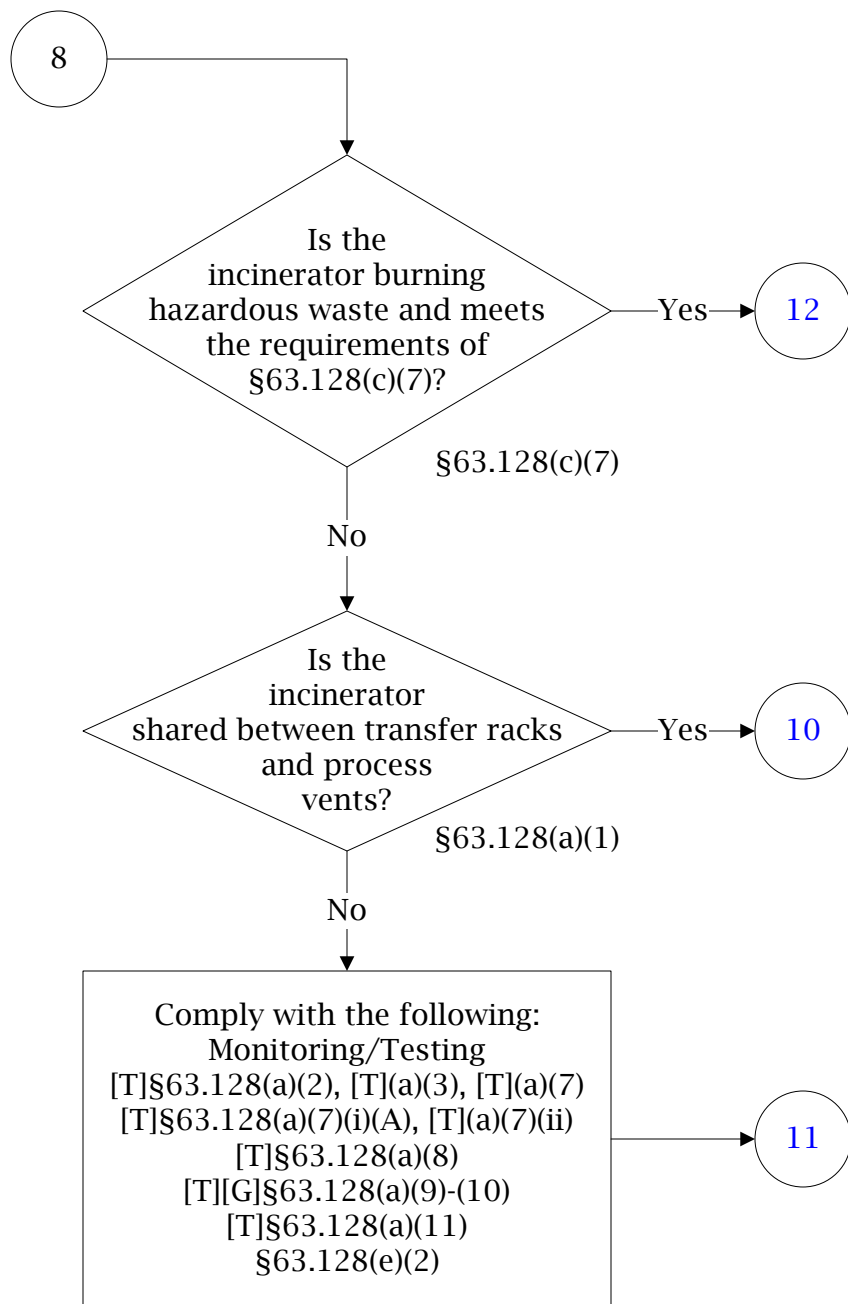 8
Is the
incinerator burning
hazardous waste and meets
the requirements of
§63.128(c)(7)?
Yes
12
§63.128(c)(7)
No
Is the
incinerator
shared between transfer racks
and process
vents?
Yes
10
§63.128(a)(1)
No
Comply with the following:
Monitoring/Testing
[T]§63.128(a)(2), [T](a)(3), [T](a)(7)
[T]§63.128(a)(7)(i)(A), [T](a)(7)(ii)
[T]§63.128(a)(8)
[T][G]§63.128(a)(9)-(10)
[T]§63.128(a)(11)
§63.128(e)(2)
11